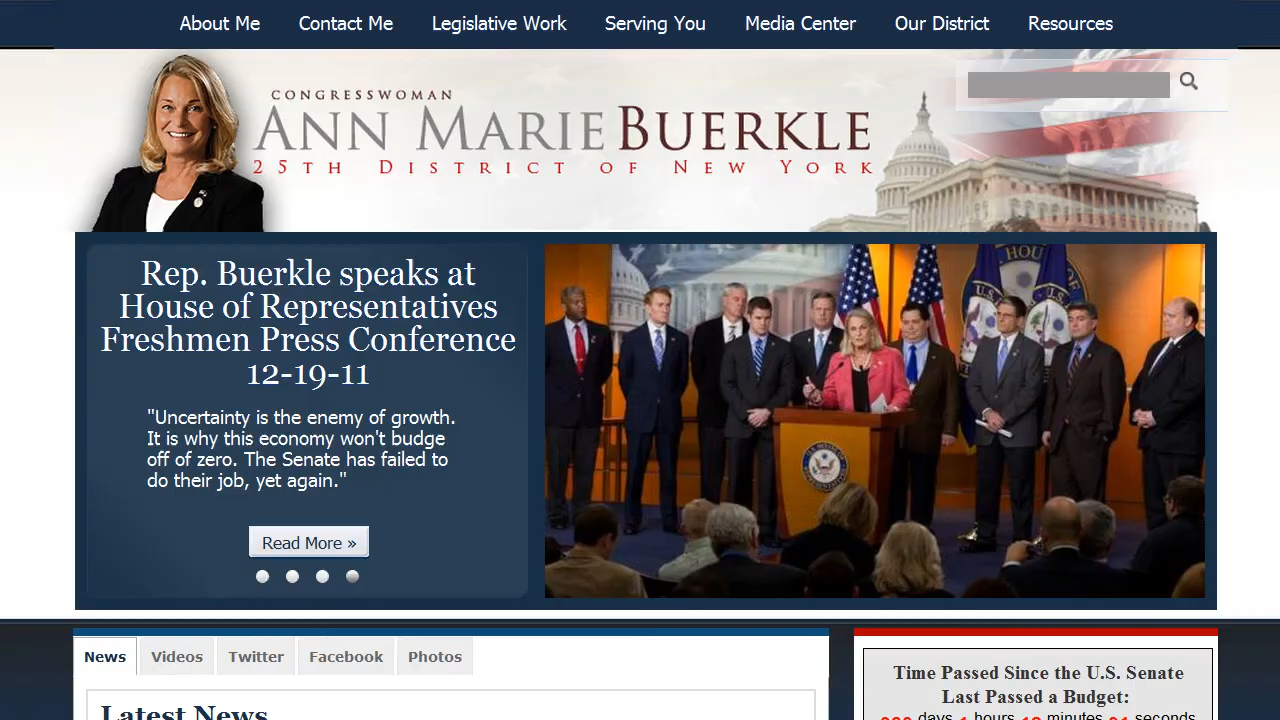 About Me Contact Me Legislative Work Serving You Media Center Our District Resources
CONGRESSWOMAN
ANN MARIE BUERKLE
25TH DISTRICT OF NEW YORK
Rep. Buerkle speaks at
House of Representatives
Freshmen Press Conference
12-19-11
"Uncertainty is the enemy of growth.
It is why this economy won't budge
off of zero. The Senate has failed to
do their job, yet again."
Read More »
News Videos Twitter Facebook Photos
Latest News
Time Passed Since the U.S. Senate
Last Passed a Budget:
days hours minutes seconds